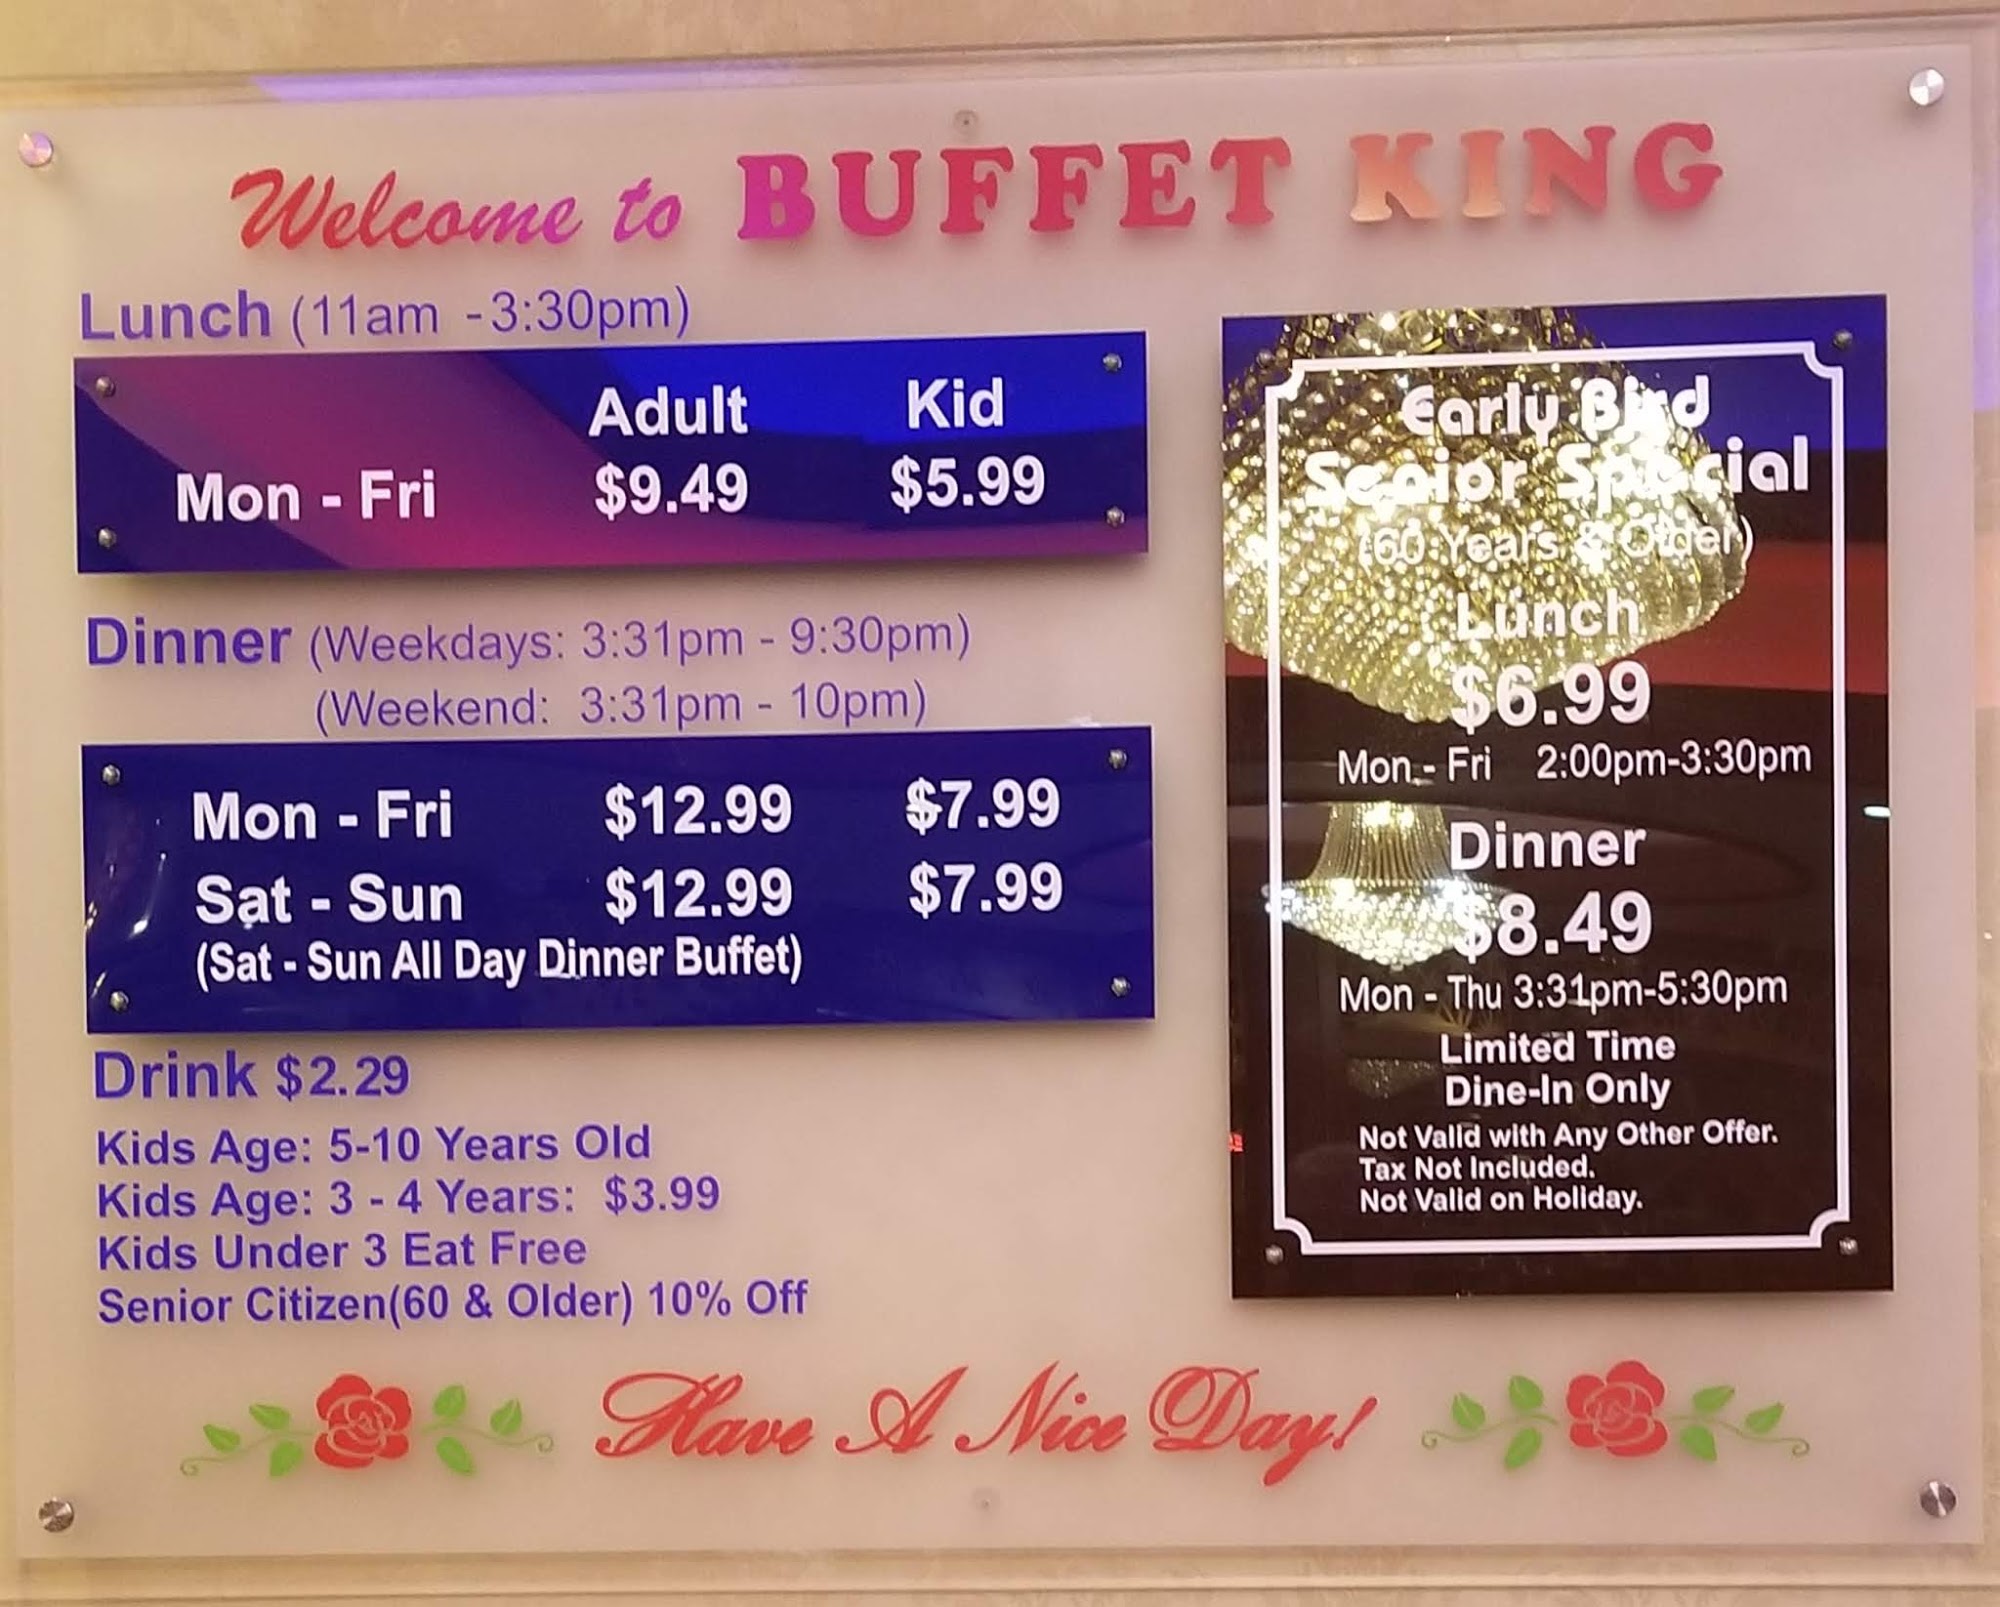 Welcome to BUFFET KING
Lunch (11am - 3:30pm)
Adult Kid
Mon - Fri $9.49 $5.99
Dinner (Weekdays: 3:31pm - 9:30pm)
(Weekend: 3:31pm - 10pm)
Mon - Fri $12.99 $7.99
Sat - Sun $12.99 $7.99
(Sat - Sun All Day Dinner Buffet)
Drink $2.29
Kids Age: 5-10 Years Old
Kids Age: 3 - 4 Years: $3.99
Kids Under 3 Eat Free
Senior Citizen(60 & Older) 10% Off
Early Bird
Senior Special
(60 Years & Older)
Lunch
$6.99
Mon - Fri 2:00pm-3:30pm
Dinner
$8.49
Mon - Thu 3:31pm-5:30pm
Limited Time
Dine-In Only
Not Valid with Any Other Offer.
Tax Not Included.
Not Valid on Holiday.
Have A Nice Day!